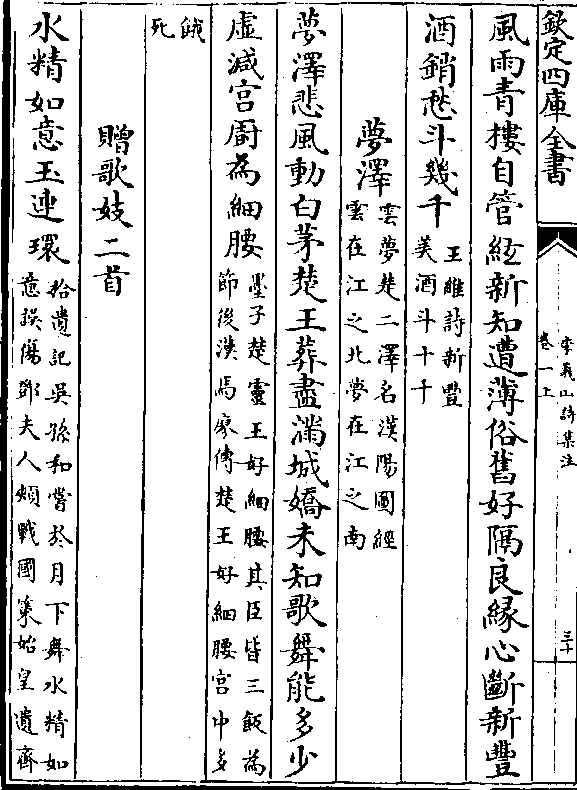 欽定四庫全書
李義山詩集注
卷一上
三十
風雨青樓自管絃新知遭薄俗舊好隔良緣心斷新豐
酒銷愁斗幾千王維詩新豐
美酒斗十千
夢澤雲夢楚二澤名漢陽圖經
雲在江之北夢在江之南
夢澤悲風動白茅楚王葬盡滿城嬌未知歌舞能多少
虛減宮厨為細腰墨子楚靈王好細腰其臣皆三飯為
節後漢馬廖傳楚王好細腰宮中多
餓
死
贈歌妓二首
水精如意玉連環拾遺記吳孫和嘗於月下舞水精如
意誤傷鄧夫人頰戰國策始皇遺齊